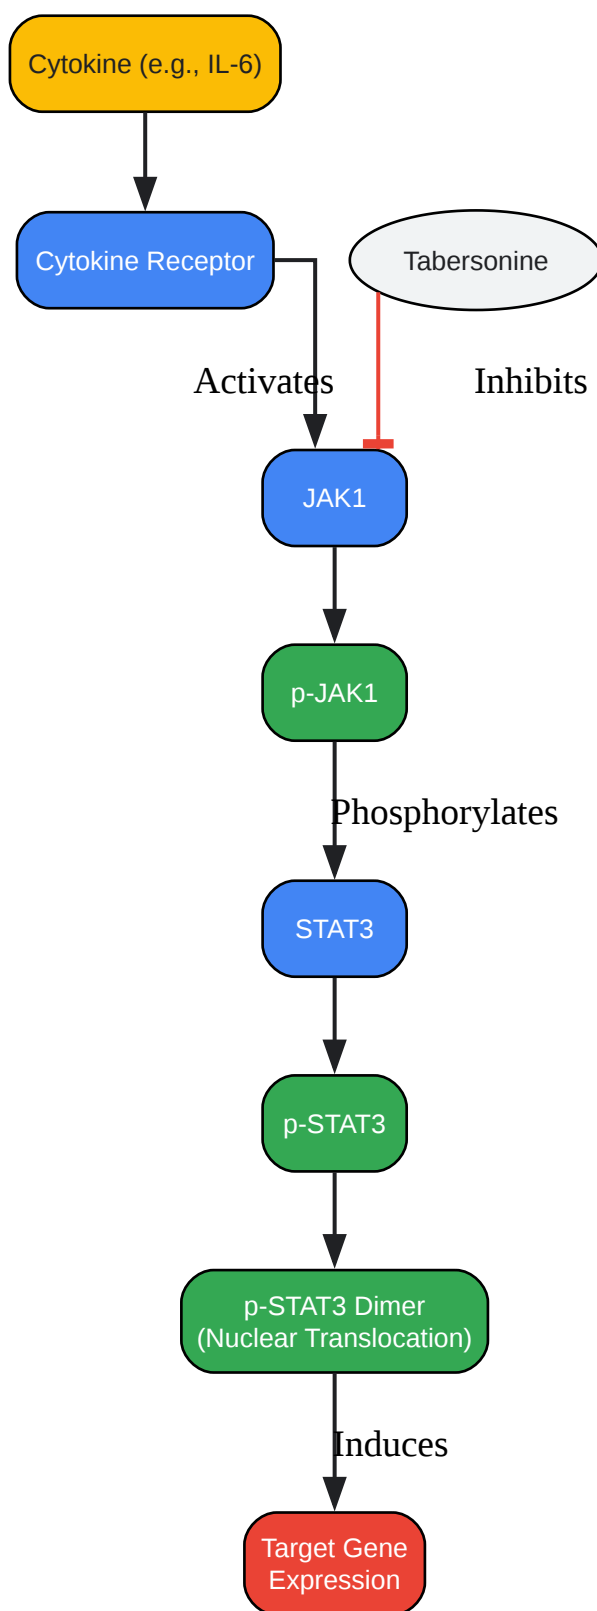 Cytokine (e.g., IL-6)
Cytokine Receptor
Tabersonine
Activates
Inhibits
JAK1
p-JAK1
Phosphorylates
STAT3
p-STAT3
p-STAT3 Dimer
(Nuclear Translocation)
Induces
Target Gene
Expression